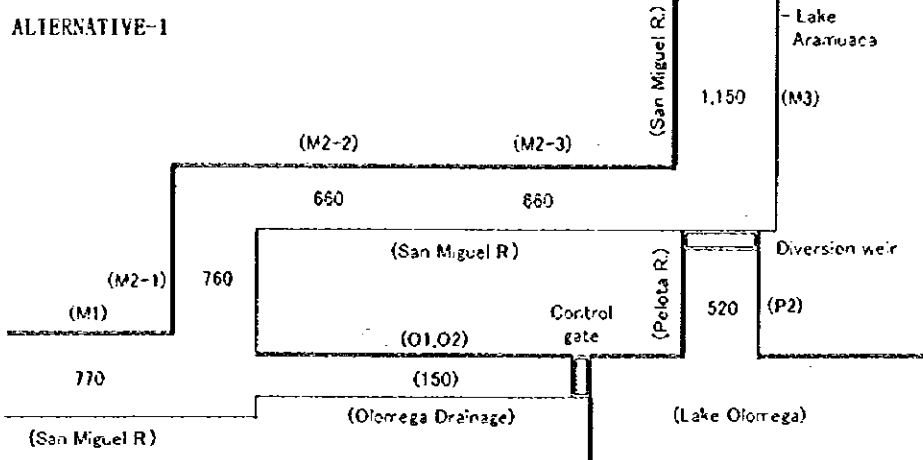 ALTERNATIVE-1
- Lake
Aramuaca
(San Miguel R.)
1,150
(M3)
(M2-2)
(M2-3)
660
660
(San Miguel R)
Diversion weir
(M2-1)
760
(Pelota R.)
520
(P2)
(M1)
(O1,O2)
Control
gate
770
(150)
(Olomega Drainage)
(Lake Olomega)
(San Miguel R)